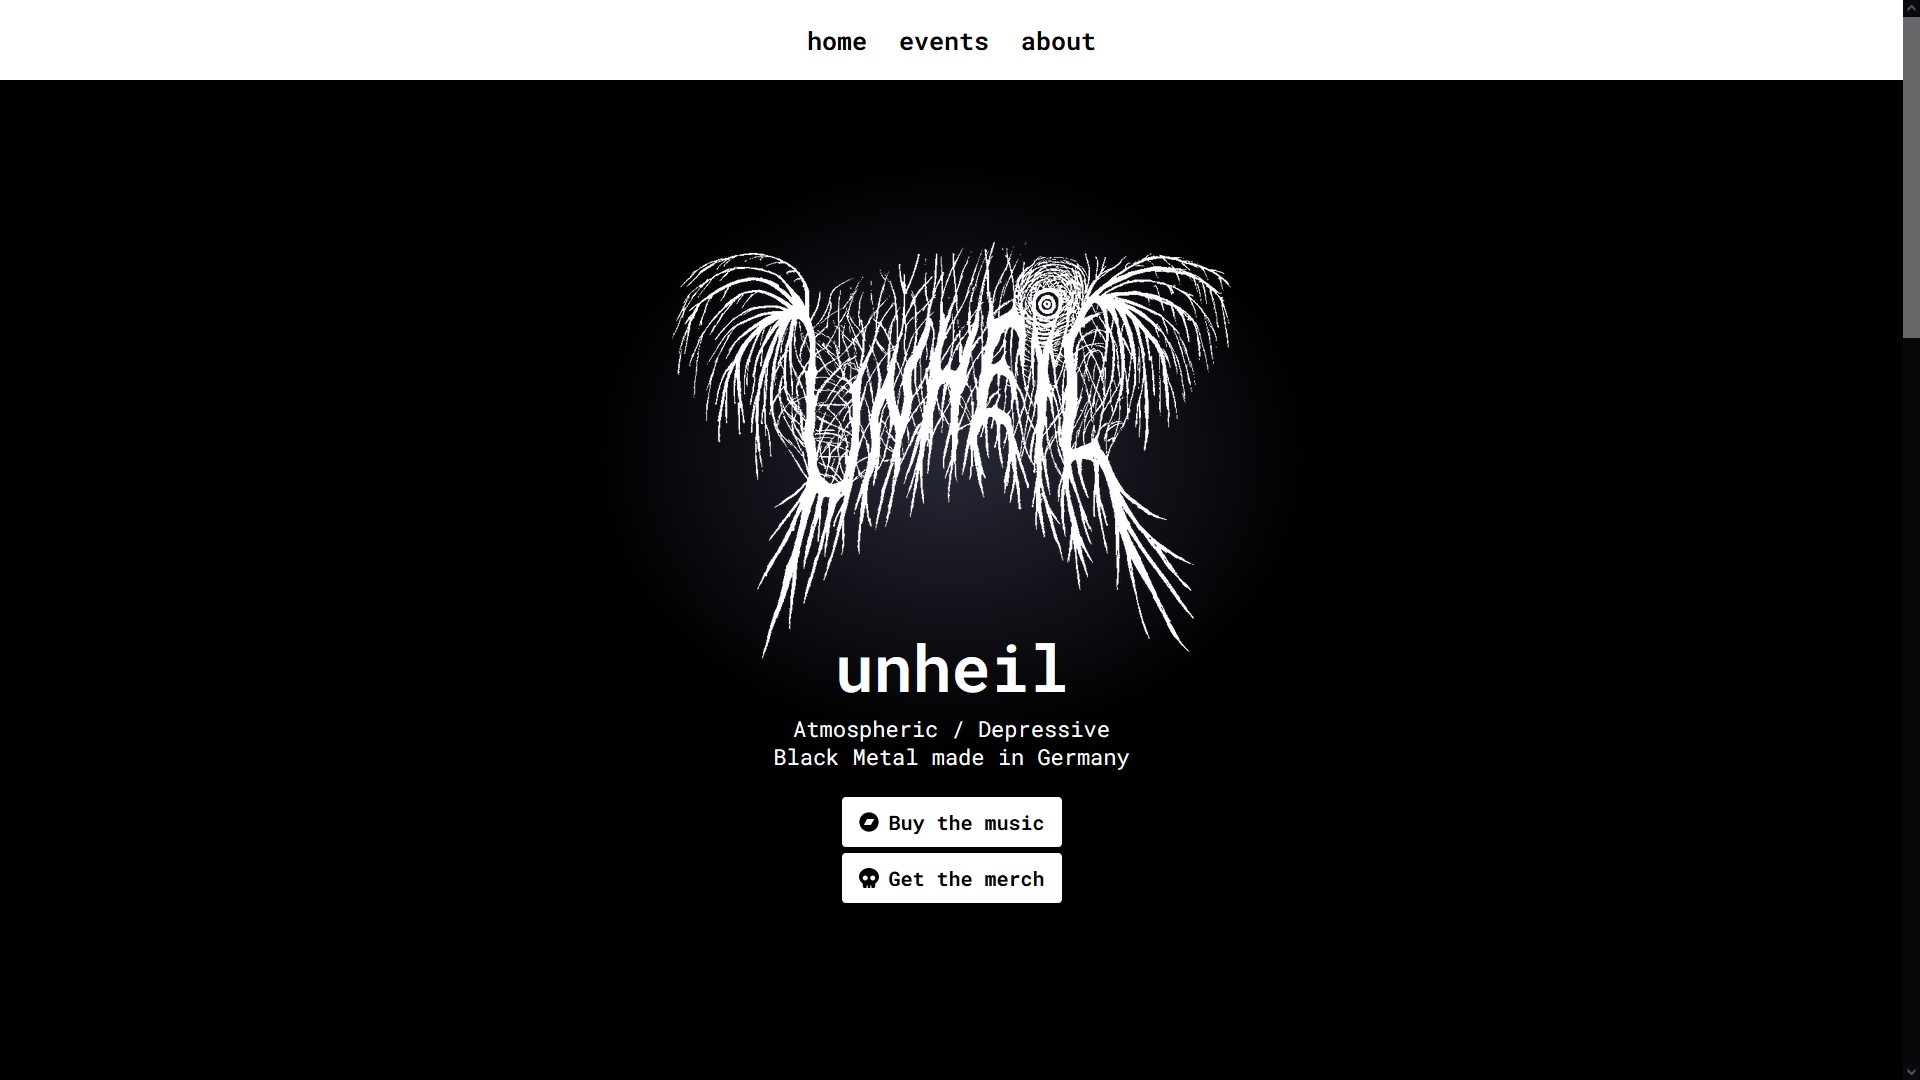 home events about
UNHEIL
unheil
Atmospheric / Depressive
Black Metal made in Germany
Buy the music
Get the merch